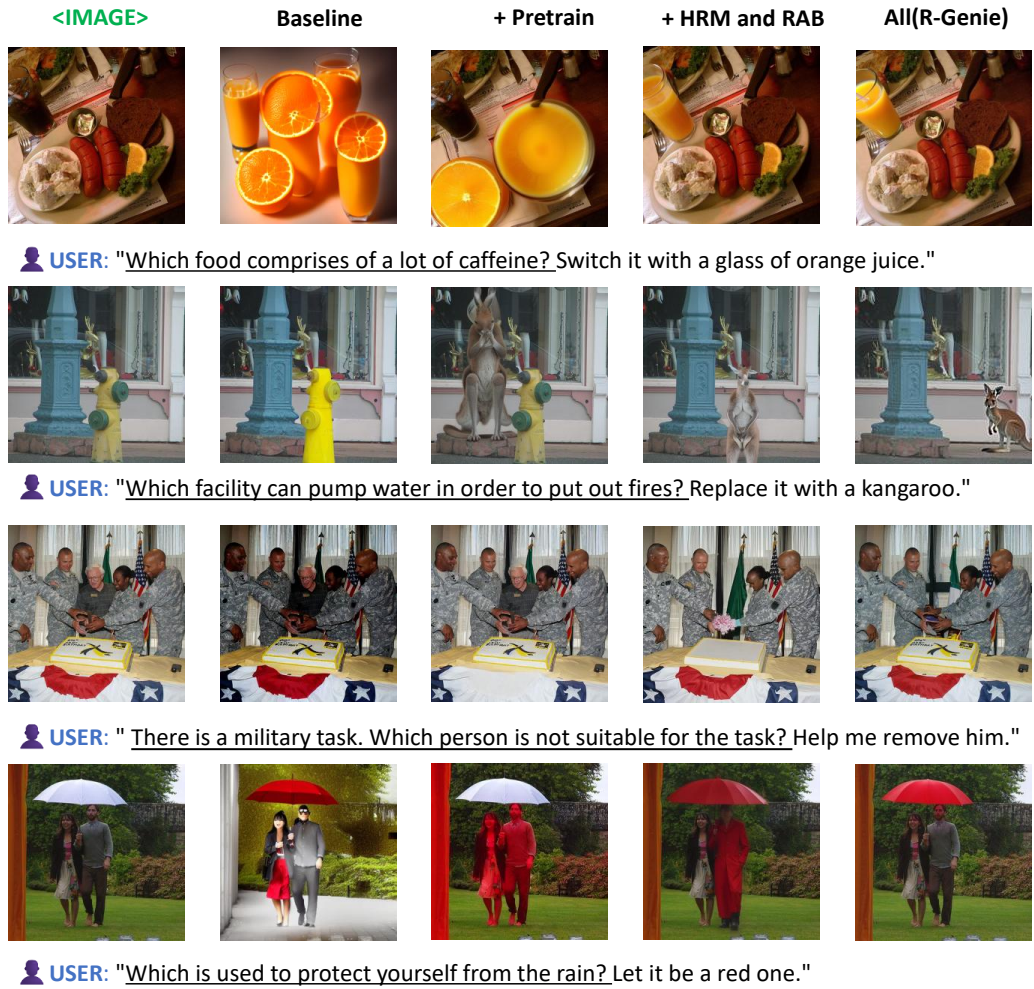 <IMAGE> Baseline + Pretrain + HRM and RAB All(R-Genie)
USER: "Which food comprises of a lot of caffeine? Switch it with a glass of orange juice."
USER: "Which facility can pump water in order to put out fires? Replace it with a kangaroo."
USER: " There is a military task. Which person is not suitable for the task? Help me remove him."
USER: "Which is used to protect yourself from the rain? Let it be a red one."